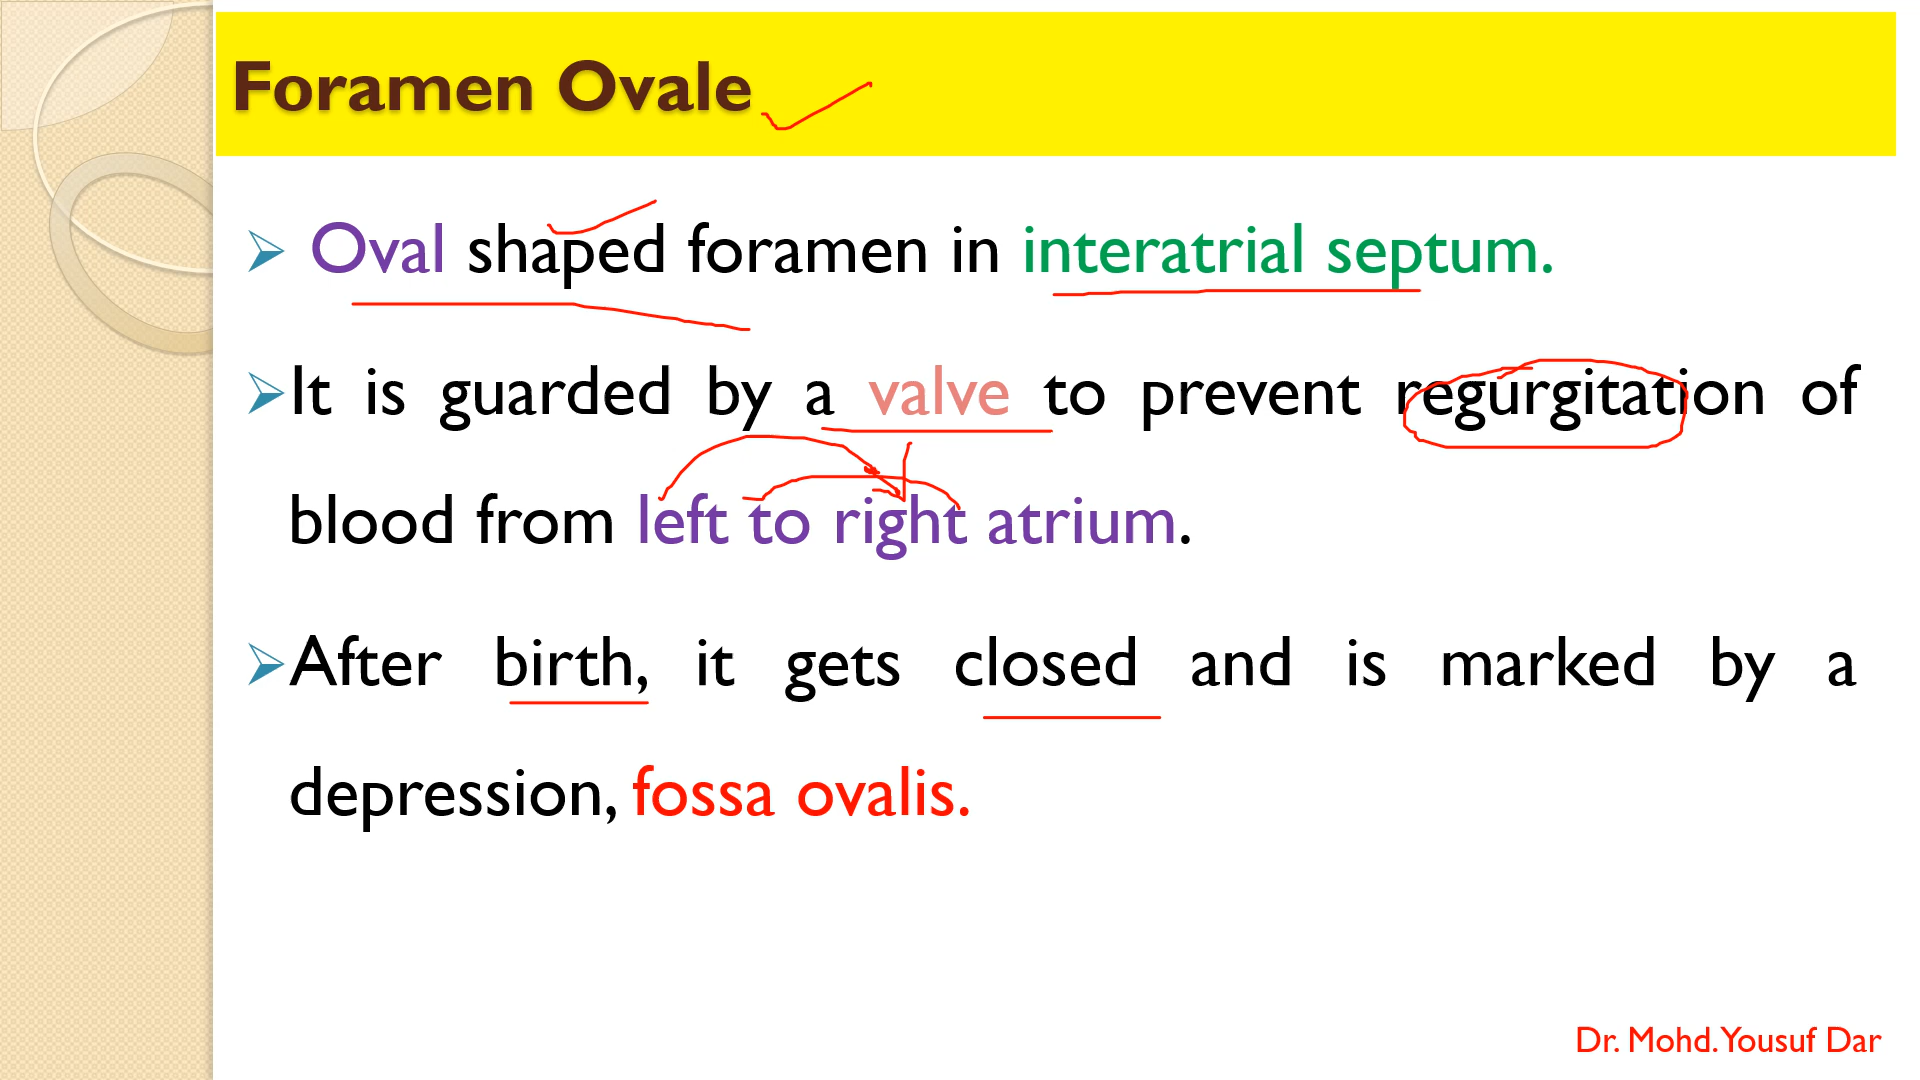 Foramen Ovale
Oval shaped foramen in interatrial septum.
It is guarded by a valve to prevent regurgitation of
blood from left to right atrium.
After birth, it gets closed and is marked by a
depression, fossa ovalis.
Dr. Mohd. Yousuf Dar